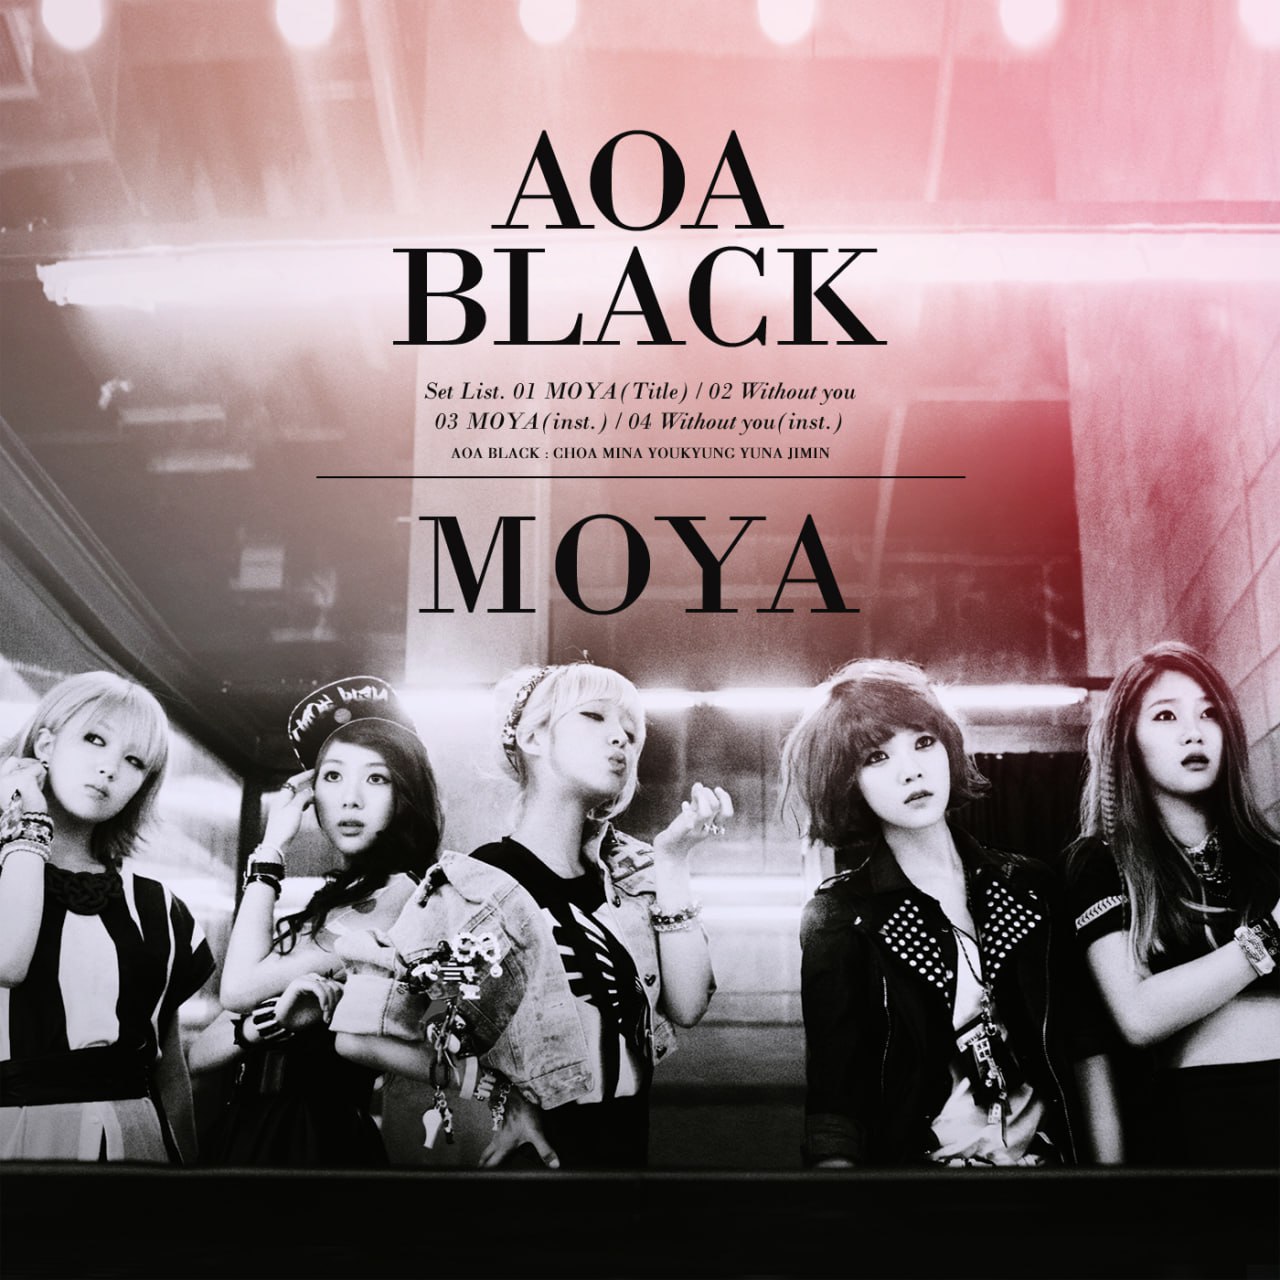 AOA
BLACK
Set List. 01 MOYA(Title) / 02 Without you
03 MOYA(inst.) / 04 Without you(inst.)
AOA BLACK : CHOA MINA YOUKYUNG YUNA JIMIN
MOYA